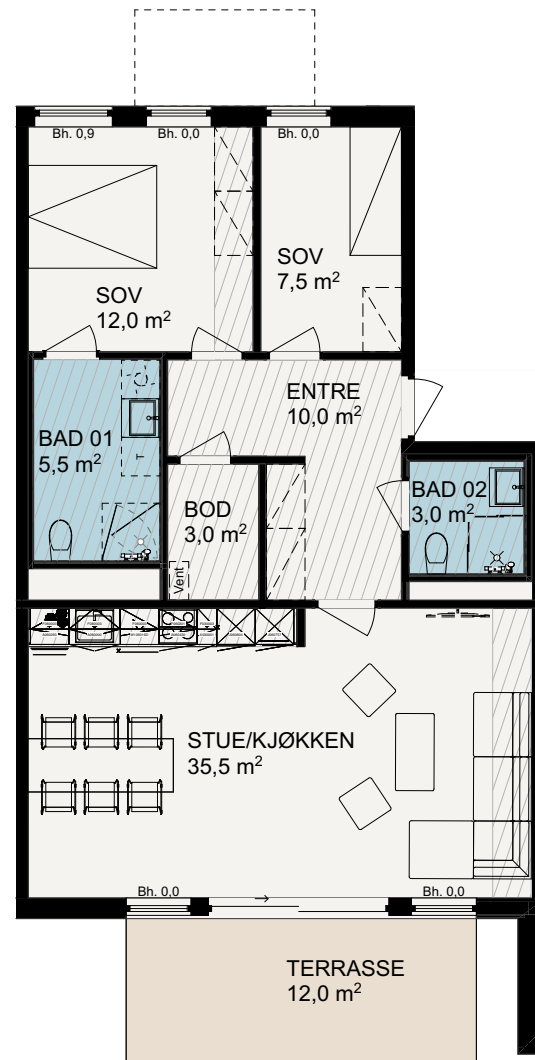 Bh. 0,9
Bh. 0,0
Bh. 0,0
SOV
12,0 m²
SOV
7,5 m²
ENTRE
10,0 m²
BAD 01
5,5 m²
T
BOD
3,0 m²
Vent
BAD 02
3,0 m²
STUE/KJØKKEN
35,5 m²
Bh. 0,0
Bh. 0,0
TERRASSE
12,0 m²